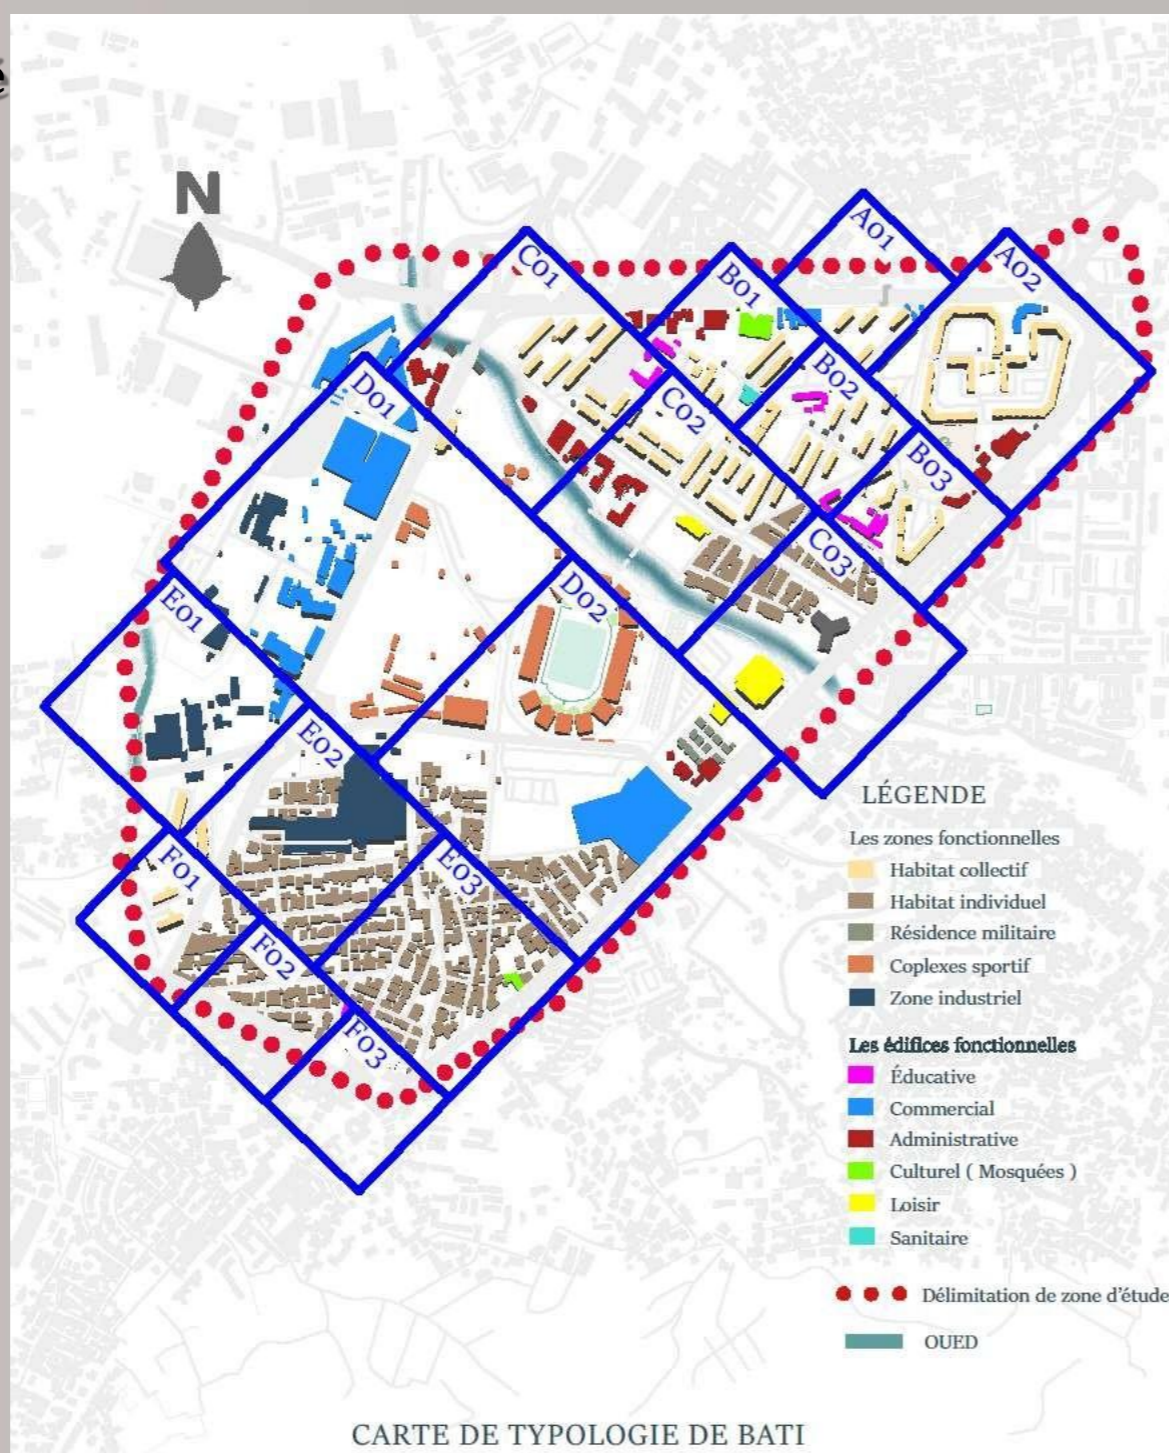 é
N
A01
A02
B01
C01
B02
D01
C02
B03
C03
D02
E01
E02
E03
F01
F02
F03
LÉGENDE
Les zones fonctionnelles
Habitat collectif
Habitat individuel
Résidence militaire
Coplexes sportif
Zone industriel
Les édifices fonctionnelles
Éducative
Commercial
Administrative
Culturel ( Mosquées )
Loisir
Sanitaire
Délimitation de zone d'étude
OUED
CARTE DE TYPOLOGIE DE BATI